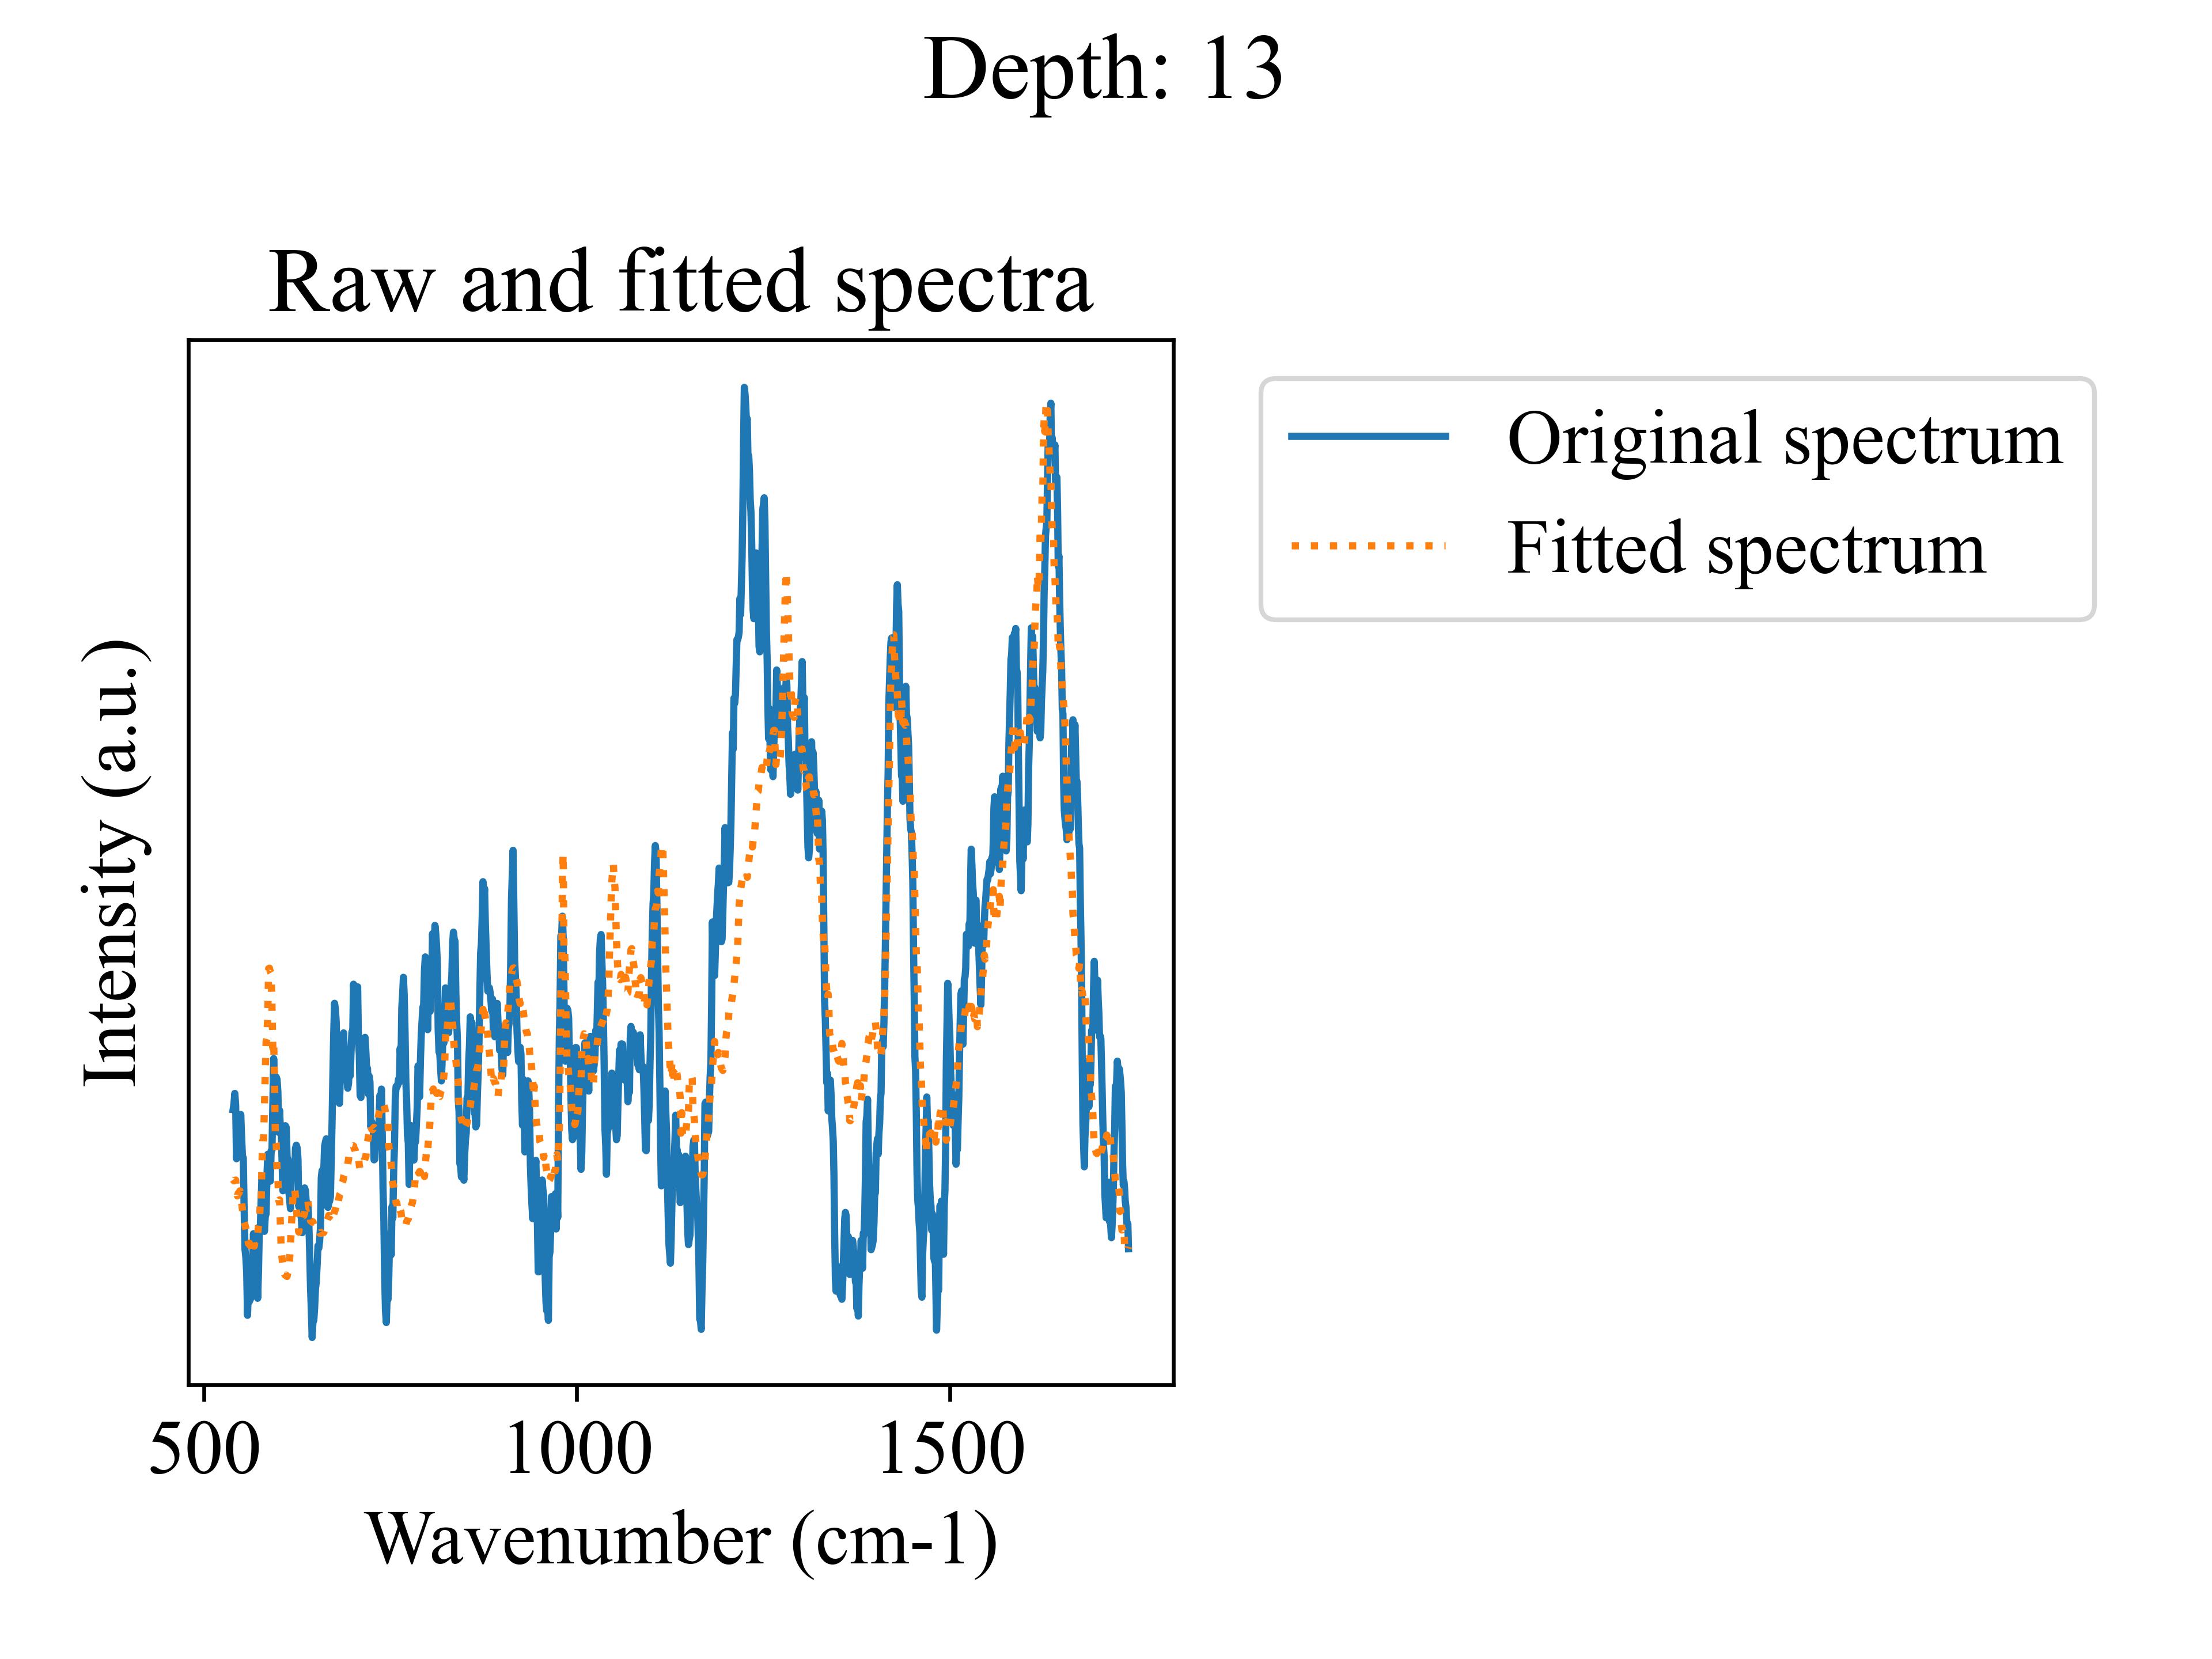 Depth: 13
Raw and fitted spectra
Original spectrum
Fitted spectrum
Intensity (a.u.)
500 1000 1500
Wavenumber (cm-1)